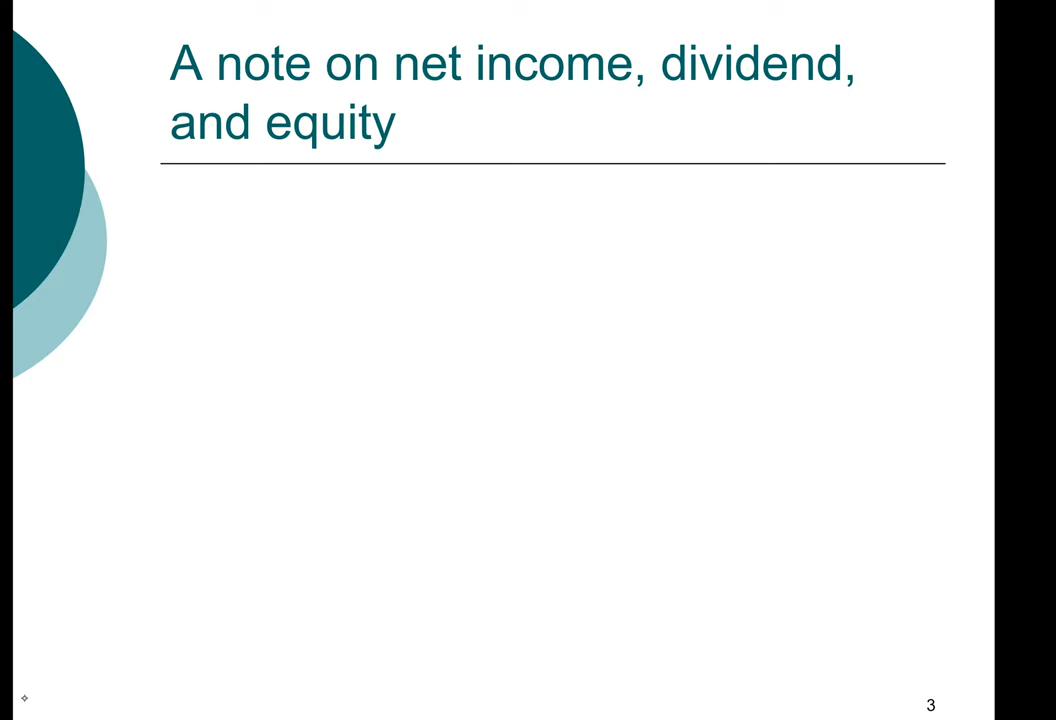 A note on net income, dividend,
and equity
3